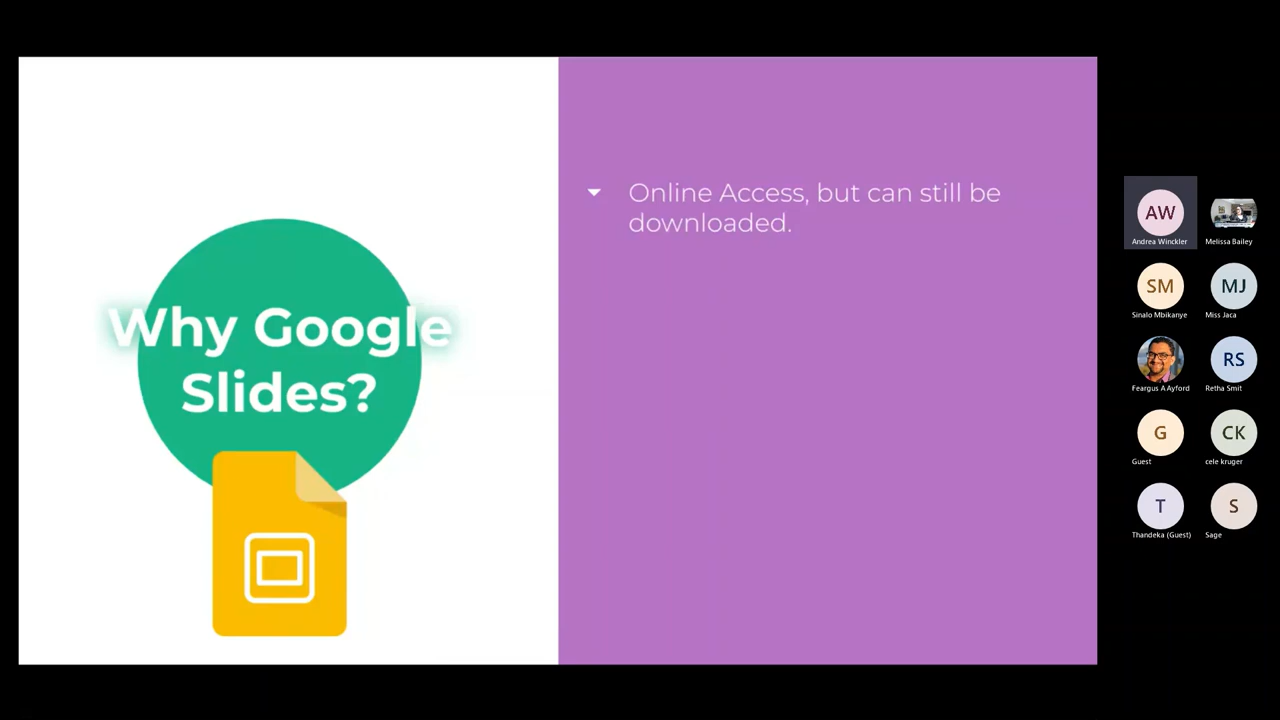 Why Google
Slides?
Online Access, but can still be
downloaded.
AW
Andrea Winckler
Melissa Bailey
SM
Sinalo Mbikanye
MJ
Miss Jaca
Feargus A Ayford
RS
Retha Smit
G
Guest
CK
cele kruger
T
Thandeka (Guest)
S
Sage